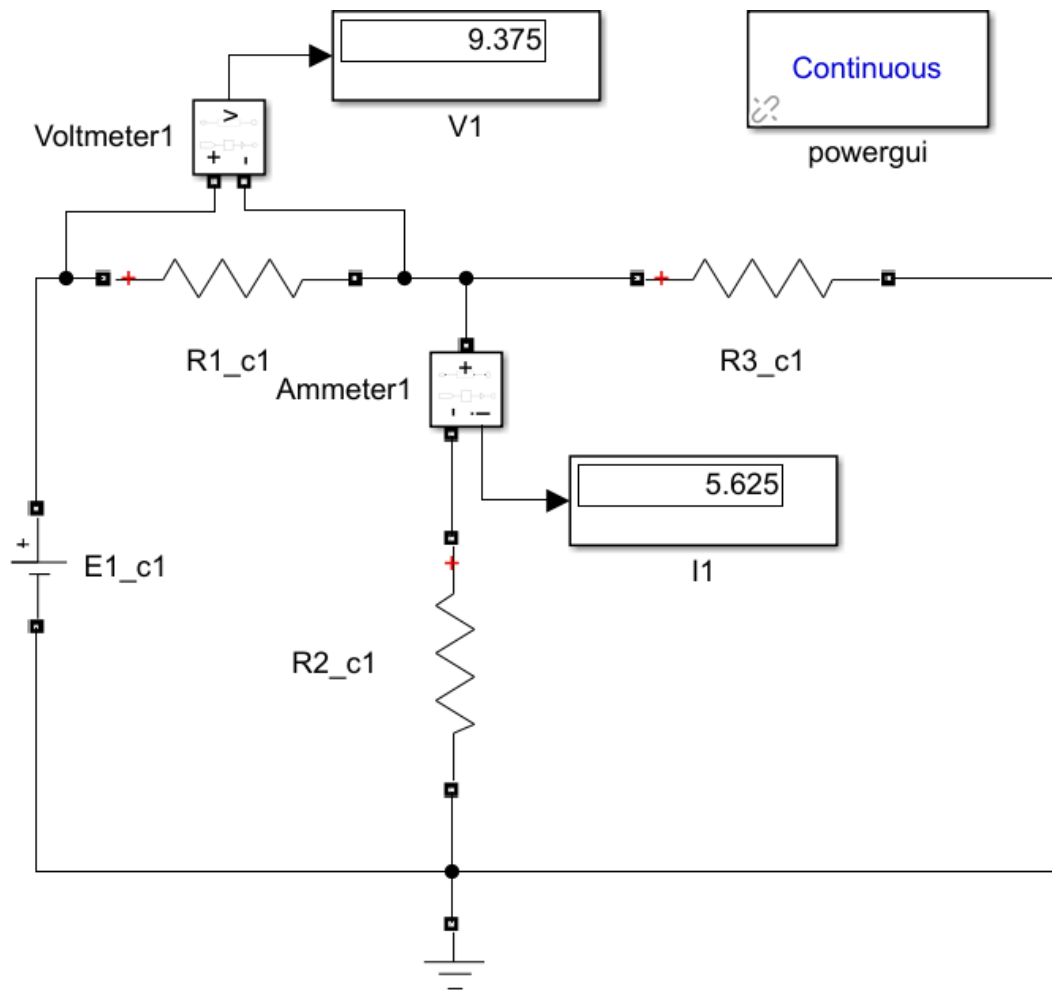 9.375
Continuous
V1
Voltmeter1
V
+ -
powergui
+
+
R1_c1
R3_c1
Ammeter1
+
- i
5.625
+
E1_c1
I1
+
R2_c1